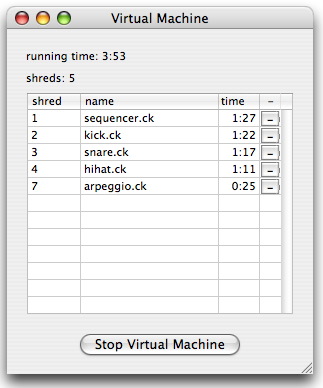 Virtual Machine
running time: 3:53
shreds: 5
shred name time -
1 sequencer.ck 1:27 -
2 kick.ck 1:22 -
3 snare.ck 1:17 -
4 hihat.ck 1:11 -
7 arpeggio.ck 0:25 -
Stop Virtual Machine